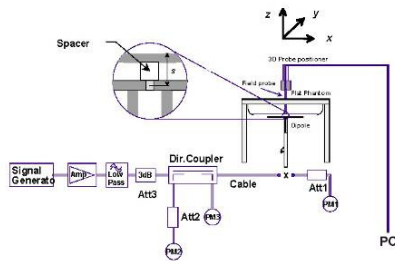 z
y
x
Spacer
s
3D Probe positioner
Field probe
Flat Phantom
Dipole
Signal
Generato
Amp
Low
Pass
3dB
Att3
Dir.Coupler
Cable
x
Att1
PM1
Att2
PM3
PM2
PC